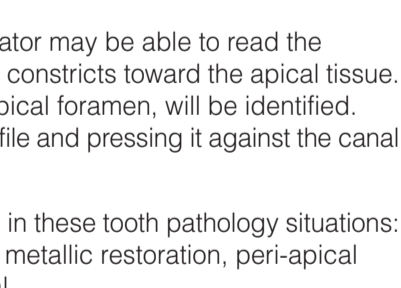 ator may be able to read the
constricts toward the apical tissue.
pical foramen, will be identified.
file and pressing it against the canal
in these tooth pathology situations:
metallic restoration, peri-apical